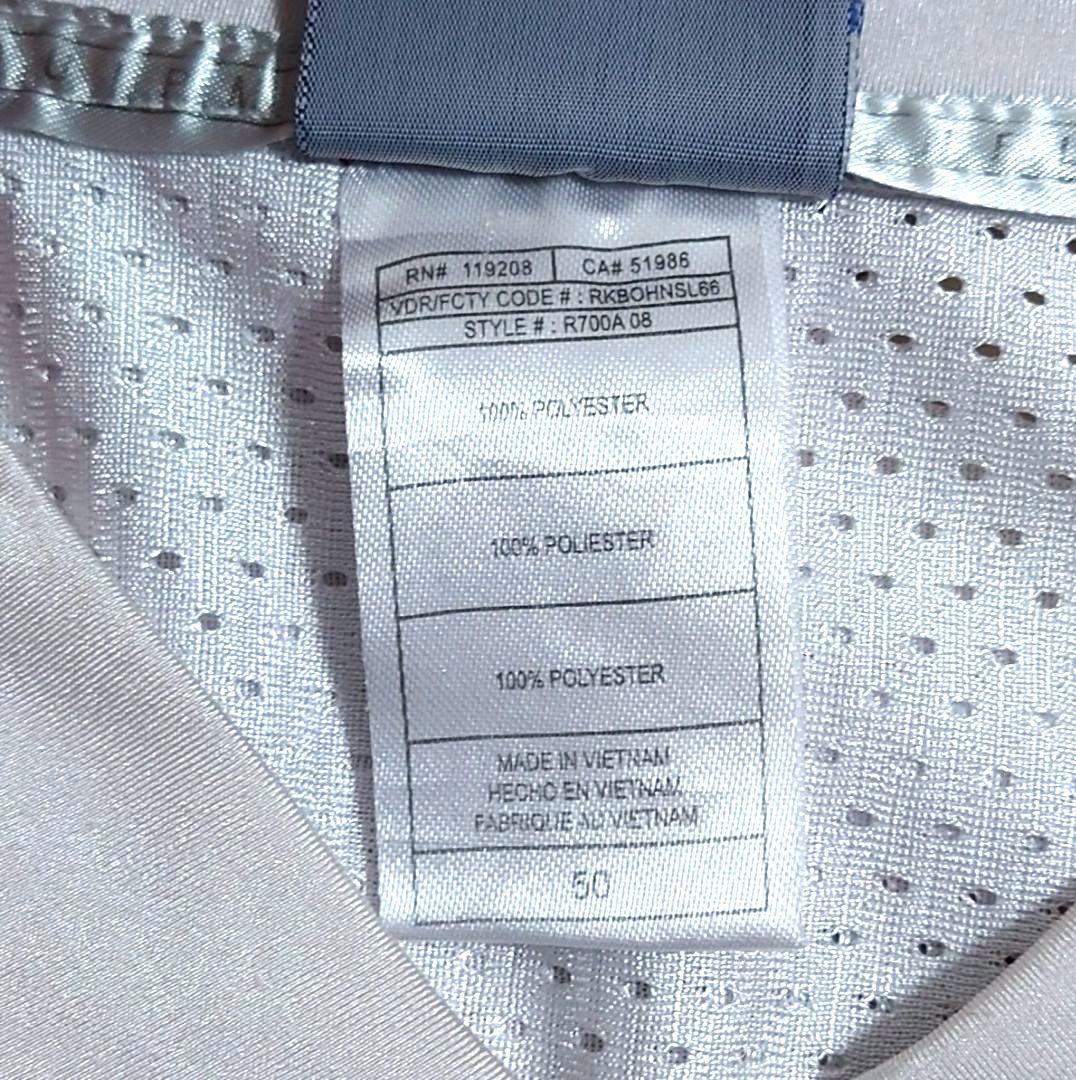 RN# 119208 CA# 51986
VDR/FCTY CODE # : RKBOHNSL66
STYLE # : R700A 08
100% POLYESTER
100% POLIESTER
100% POLYESTER
MADE IN VIETNAM
HECHO EN VIETNAM
FABRIQUE AU VIETNAM
50